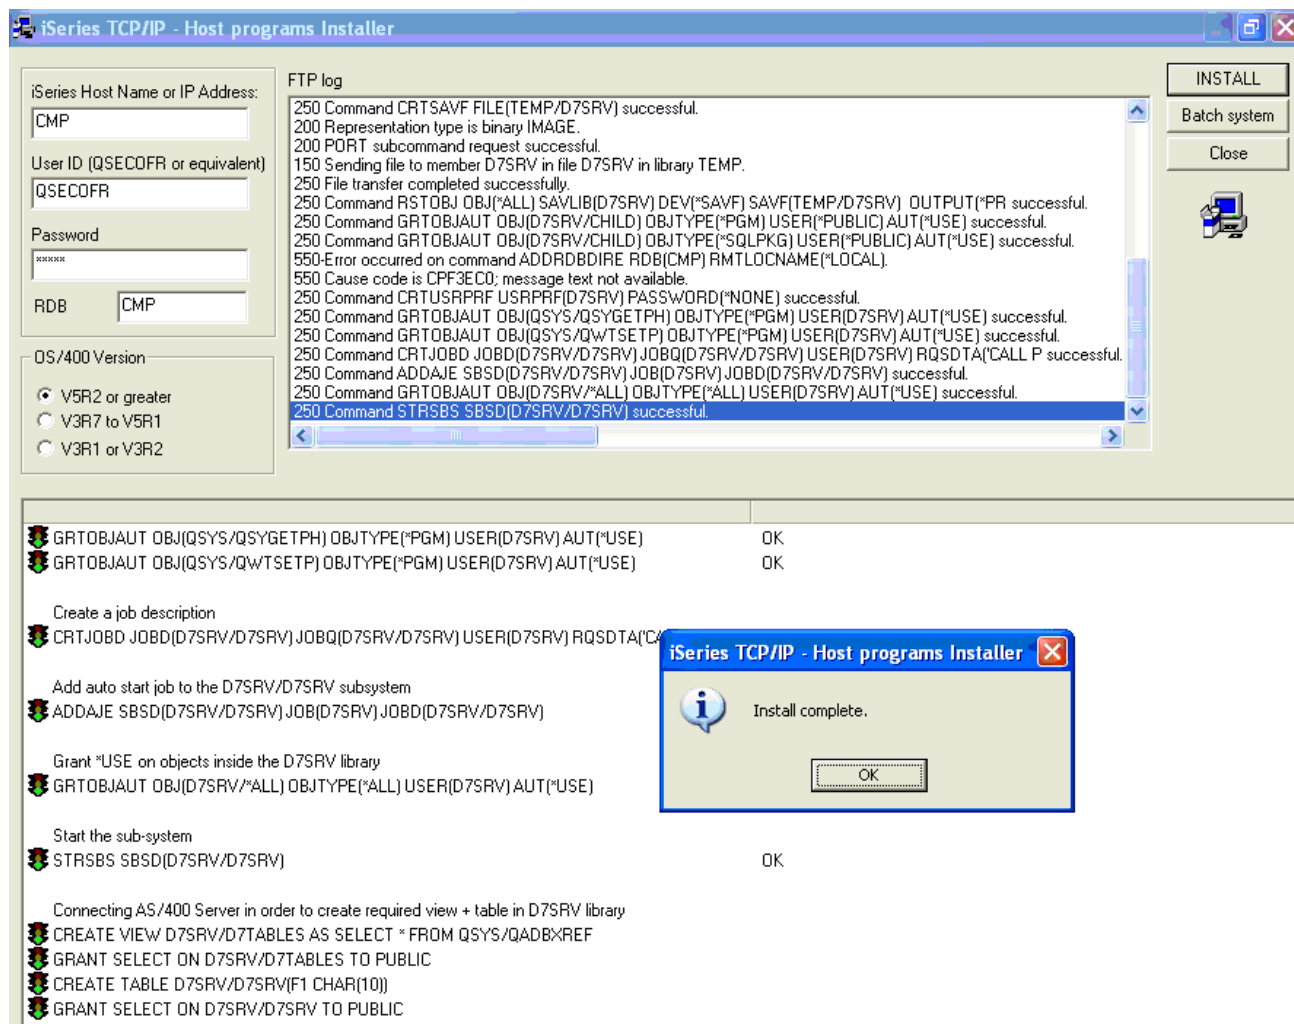 iSeries TCP/IP - Host programs Installer
iSeries Host Name or IP Address:
CMP
User ID (QSECOFR or equivalent)
QSECOFR
Password
*****
RDB CMP
OS/400 Version
V5R2 or greater
V3R7 to V5R1
V3R1 or V3R2
FTP log
250 Command CRTSAVF FILE(TEMP/D7SRV) successful.
200 Representation type is binary IMAGE.
200 PORT subcommand request successful.
150 Sending file to member D7SRV in file D7SRV in library TEMP.
250 File transfer completed successfully.
250 Command RSTOBJ OBJ(*ALL) SAVLIB(D7SRV) DEV(*SAVF) SAVF(TEMP/D7SRV)  OUTPUT(*PR successful.
250 Command GRTOBJAUT OBJ(D7SRV/CHILD) OBJTYPE(*PGM) USER(*PUBLIC) AUT(*USE) successful.
250 Command GRTOBJAUT OBJ(D7SRV/CHILD) OBJTYPE(*SQLPKG) USER(*PUBLIC) AUT(*USE) successful.
550-Error occurred on command ADDRDBDIRE RDB(CMP) RMTLOCNAME(*LOCAL).
550 Cause code is CPF3EC0; message text not available.
250 Command CRTUSRPRF USRPRF(D7SRV) PASSWORD(*NONE) successful.
250 Command GRTOBJAUT OBJ(QSYS/QSYGETPH) OBJTYPE(*PGM) USER(D7SRV) AUT(*USE) successful.
250 Command GRTOBJAUT OBJ(QSYS/QWTSETP) OBJTYPE(*PGM) USER(D7SRV) AUT(*USE) successful.
250 Command CRTJOBD JOBD(D7SRV/D7SRV) JOBQ(D7SRV/D7SRV) USER(D7SRV) RQSDTA('CALL P successful.
250 Command ADDAJE SBSD(D7SRV/D7SRV) JOB(D7SRV) JOBD(D7SRV/D7SRV) successful.
250 Command GRTOBJAUT OBJ(D7SRV/*ALL) OBJTYPE(*ALL) USER(D7SRV) AUT(*USE) successful.
250 Command STRSBS SBSD(D7SRV/D7SRV) successful.
INSTALL
Batch system
Close
GRTOBJAUT OBJ(QSYS/QSYGETPH) OBJTYPE(*PGM) USER(D7SRV) AUT(*USE) OK
GRTOBJAUT OBJ(QSYS/QWTSETP) OBJTYPE(*PGM) USER(D7SRV) AUT(*USE) OK
Create a job description
CRTJOBD JOBD(D7SRV/D7SRV) JOBQ(D7SRV/D7SRV) USER(D7SRV) RQSDTA('CA
Add auto start job to the D7SRV/D7SRV subsystem
ADDAJE SBSD(D7SRV/D7SRV) JOB(D7SRV) JOBD(D7SRV/D7SRV)
Grant *USE on objects inside the D7SRV library
GRTOBJAUT OBJ(D7SRV/*ALL) OBJTYPE(*ALL) USER(D7SRV) AUT(*USE)
Start the sub-system
STRSBS SBSD(D7SRV/D7SRV) OK
Connecting AS/400 Server in order to create required view + table in D7SRV library
CREATE VIEW D7SRV/D7TABLES AS SELECT * FROM QSYS/QADBXREF
GRANT SELECT ON D7SRV/D7TABLES TO PUBLIC
CREATE TABLE D7SRV/D7SRV(F1 CHAR(10))
GRANT SELECT ON D7SRV/D7SRV TO PUBLIC
iSeries TCP/IP - Host programs Installer
Install complete.
OK